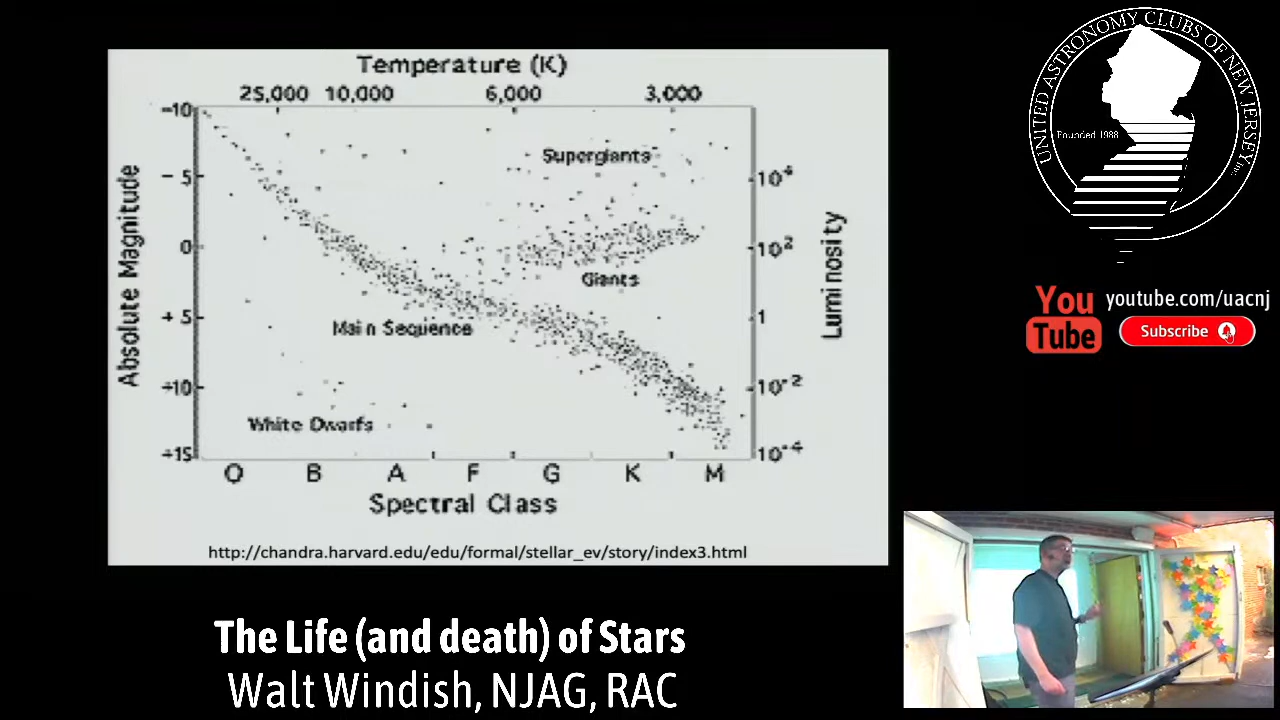 Temperature (K)
25,000 10,000 6,000 3,000
-10
- 5
0
+ 5
+10
+15
Absolute Magnitude
Supergiants
Giants
Main Sequence
White Dwarfs
10⁴
10²
1
10⁻²
10⁻⁴
Luminosity
O B A F G K M
Spectral Class
http://chandra.harvard.edu/edu/formal/stellar_ev/story/index3.html
The Life (and death) of Stars
Walt Windish, NJAG, RAC
UNITED ASTRONOMY CLUBS OF NEW JERSEY, Inc.
Founded 1988
You
Tube
youtube.com/uacnj
Subscribe